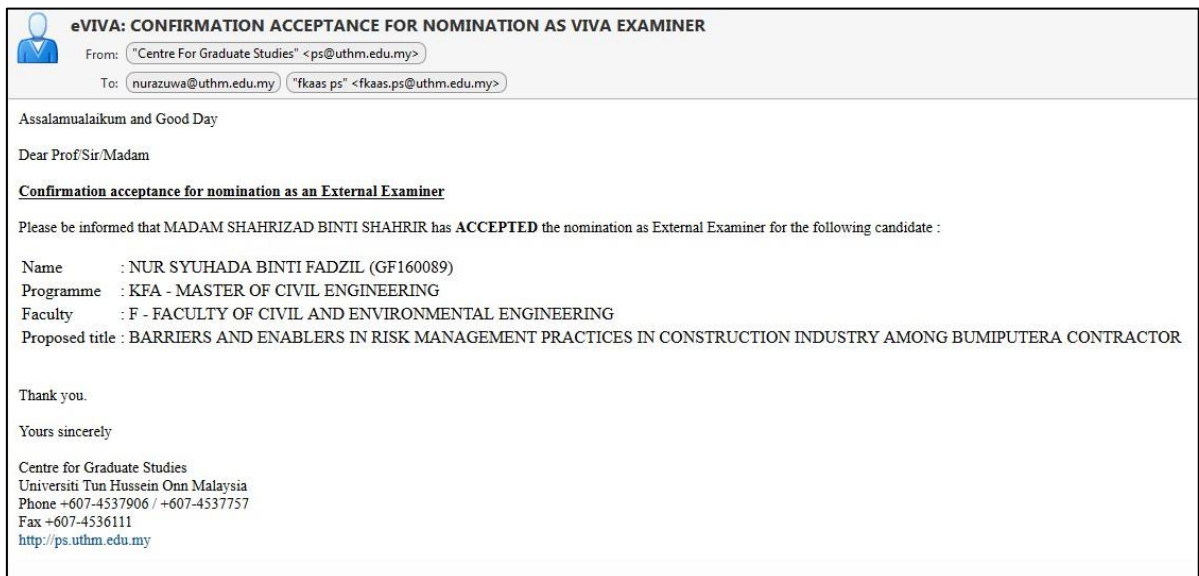 eVIVA: CONFIRMATION ACCEPTANCE FOR NOMINATION AS VIVA EXAMINER
From: "Centre For Graduate Studies" <ps@uthm.edu.my>
To: nurazuwa@uthm.edu.my "fkaas ps" <fkaas.ps@uthm.edu.my>
Assalamualaikum and Good Day
Dear Prof/Sir/Madam
Confirmation acceptance for nomination as an External Examiner
Please be informed that MADAM SHAHRIZAD BINTI SHAHRIR has ACCEPTED the nomination as External Examiner for the following candidate :
Name : NUR SYUHADA BINTI FADZIL (GF160089)
Programme : KFA - MASTER OF CIVIL ENGINEERING
Faculty : F - FACULTY OF CIVIL AND ENVIRONMENTAL ENGINEERING
Proposed title : BARRIERS AND ENABLERS IN RISK MANAGEMENT PRACTICES IN CONSTRUCTION INDUSTRY AMONG BUMIPUTERA CONTRACTOR
Thank you.
Yours sincerely
Centre for Graduate Studies
Universiti Tun Hussein Onn Malaysia
Phone +607-4537906 / +607-4537757
Fax +607-4536111
http://ps.uthm.edu.my